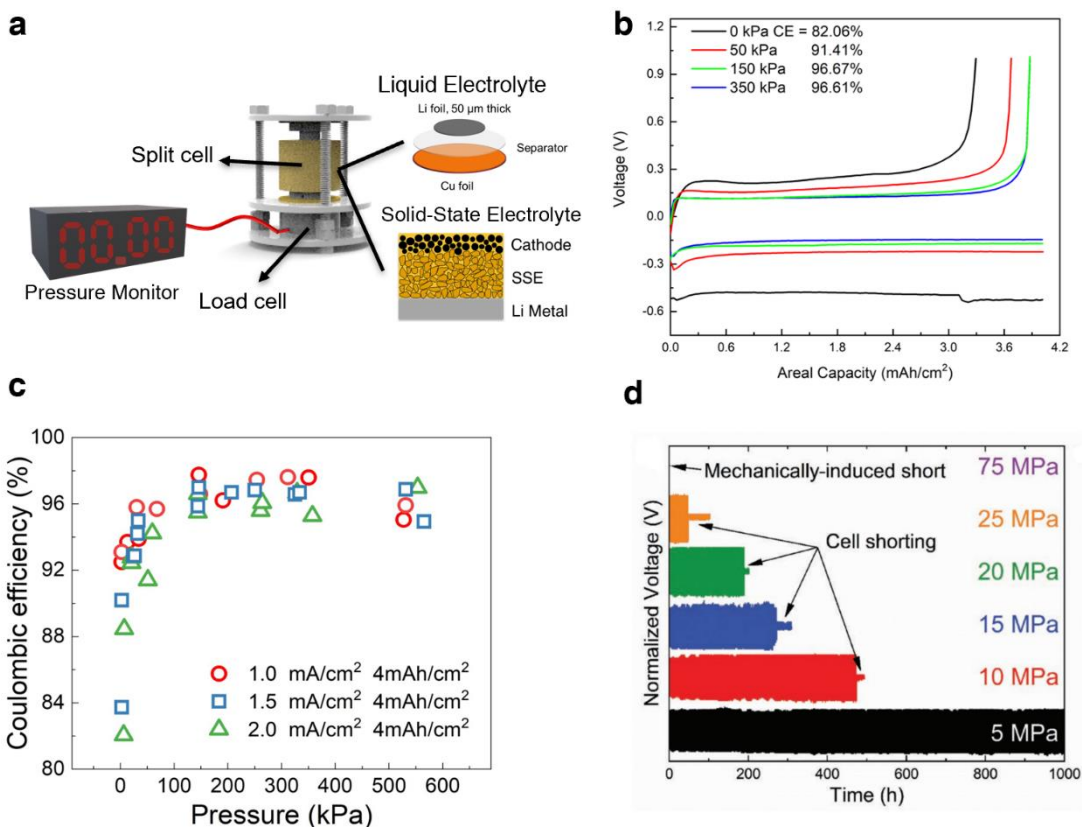 a
Liquid Electrolyte
Li foil, 50 µm thick
Split cell
Separator
Cu foil
Solid-State Electrolyte
00.00
Cathode
SSE
Pressure Monitor
Load cell
Li Metal
b
0 kPa CE = 82.06%
50 kPa 91.41%
150 kPa 96.67%
350 kPa 96.61%
1.2
0.9
0.6
0.3
0.0
-0.3
-0.6
Voltage (V)
0.0 0.6 1.2 1.8 2.4 3.0 3.6 4.2
Areal Capacity (mAh/cm²)
c
100
96
92
88
84
80
Coulombic efficiency (%)
1.0 mA/cm² 4mAh/cm²
1.5 mA/cm² 4mAh/cm²
2.0 mA/cm² 4mAh/cm²
0 100 200 300 400 500 600
Pressure (kPa)
d
Normalized Voltage (V)
Mechanically-induced short
75 MPa
25 MPa
Cell shorting
20 MPa
15 MPa
10 MPa
5 MPa
0 200 400 600 800 1000
Time (h)